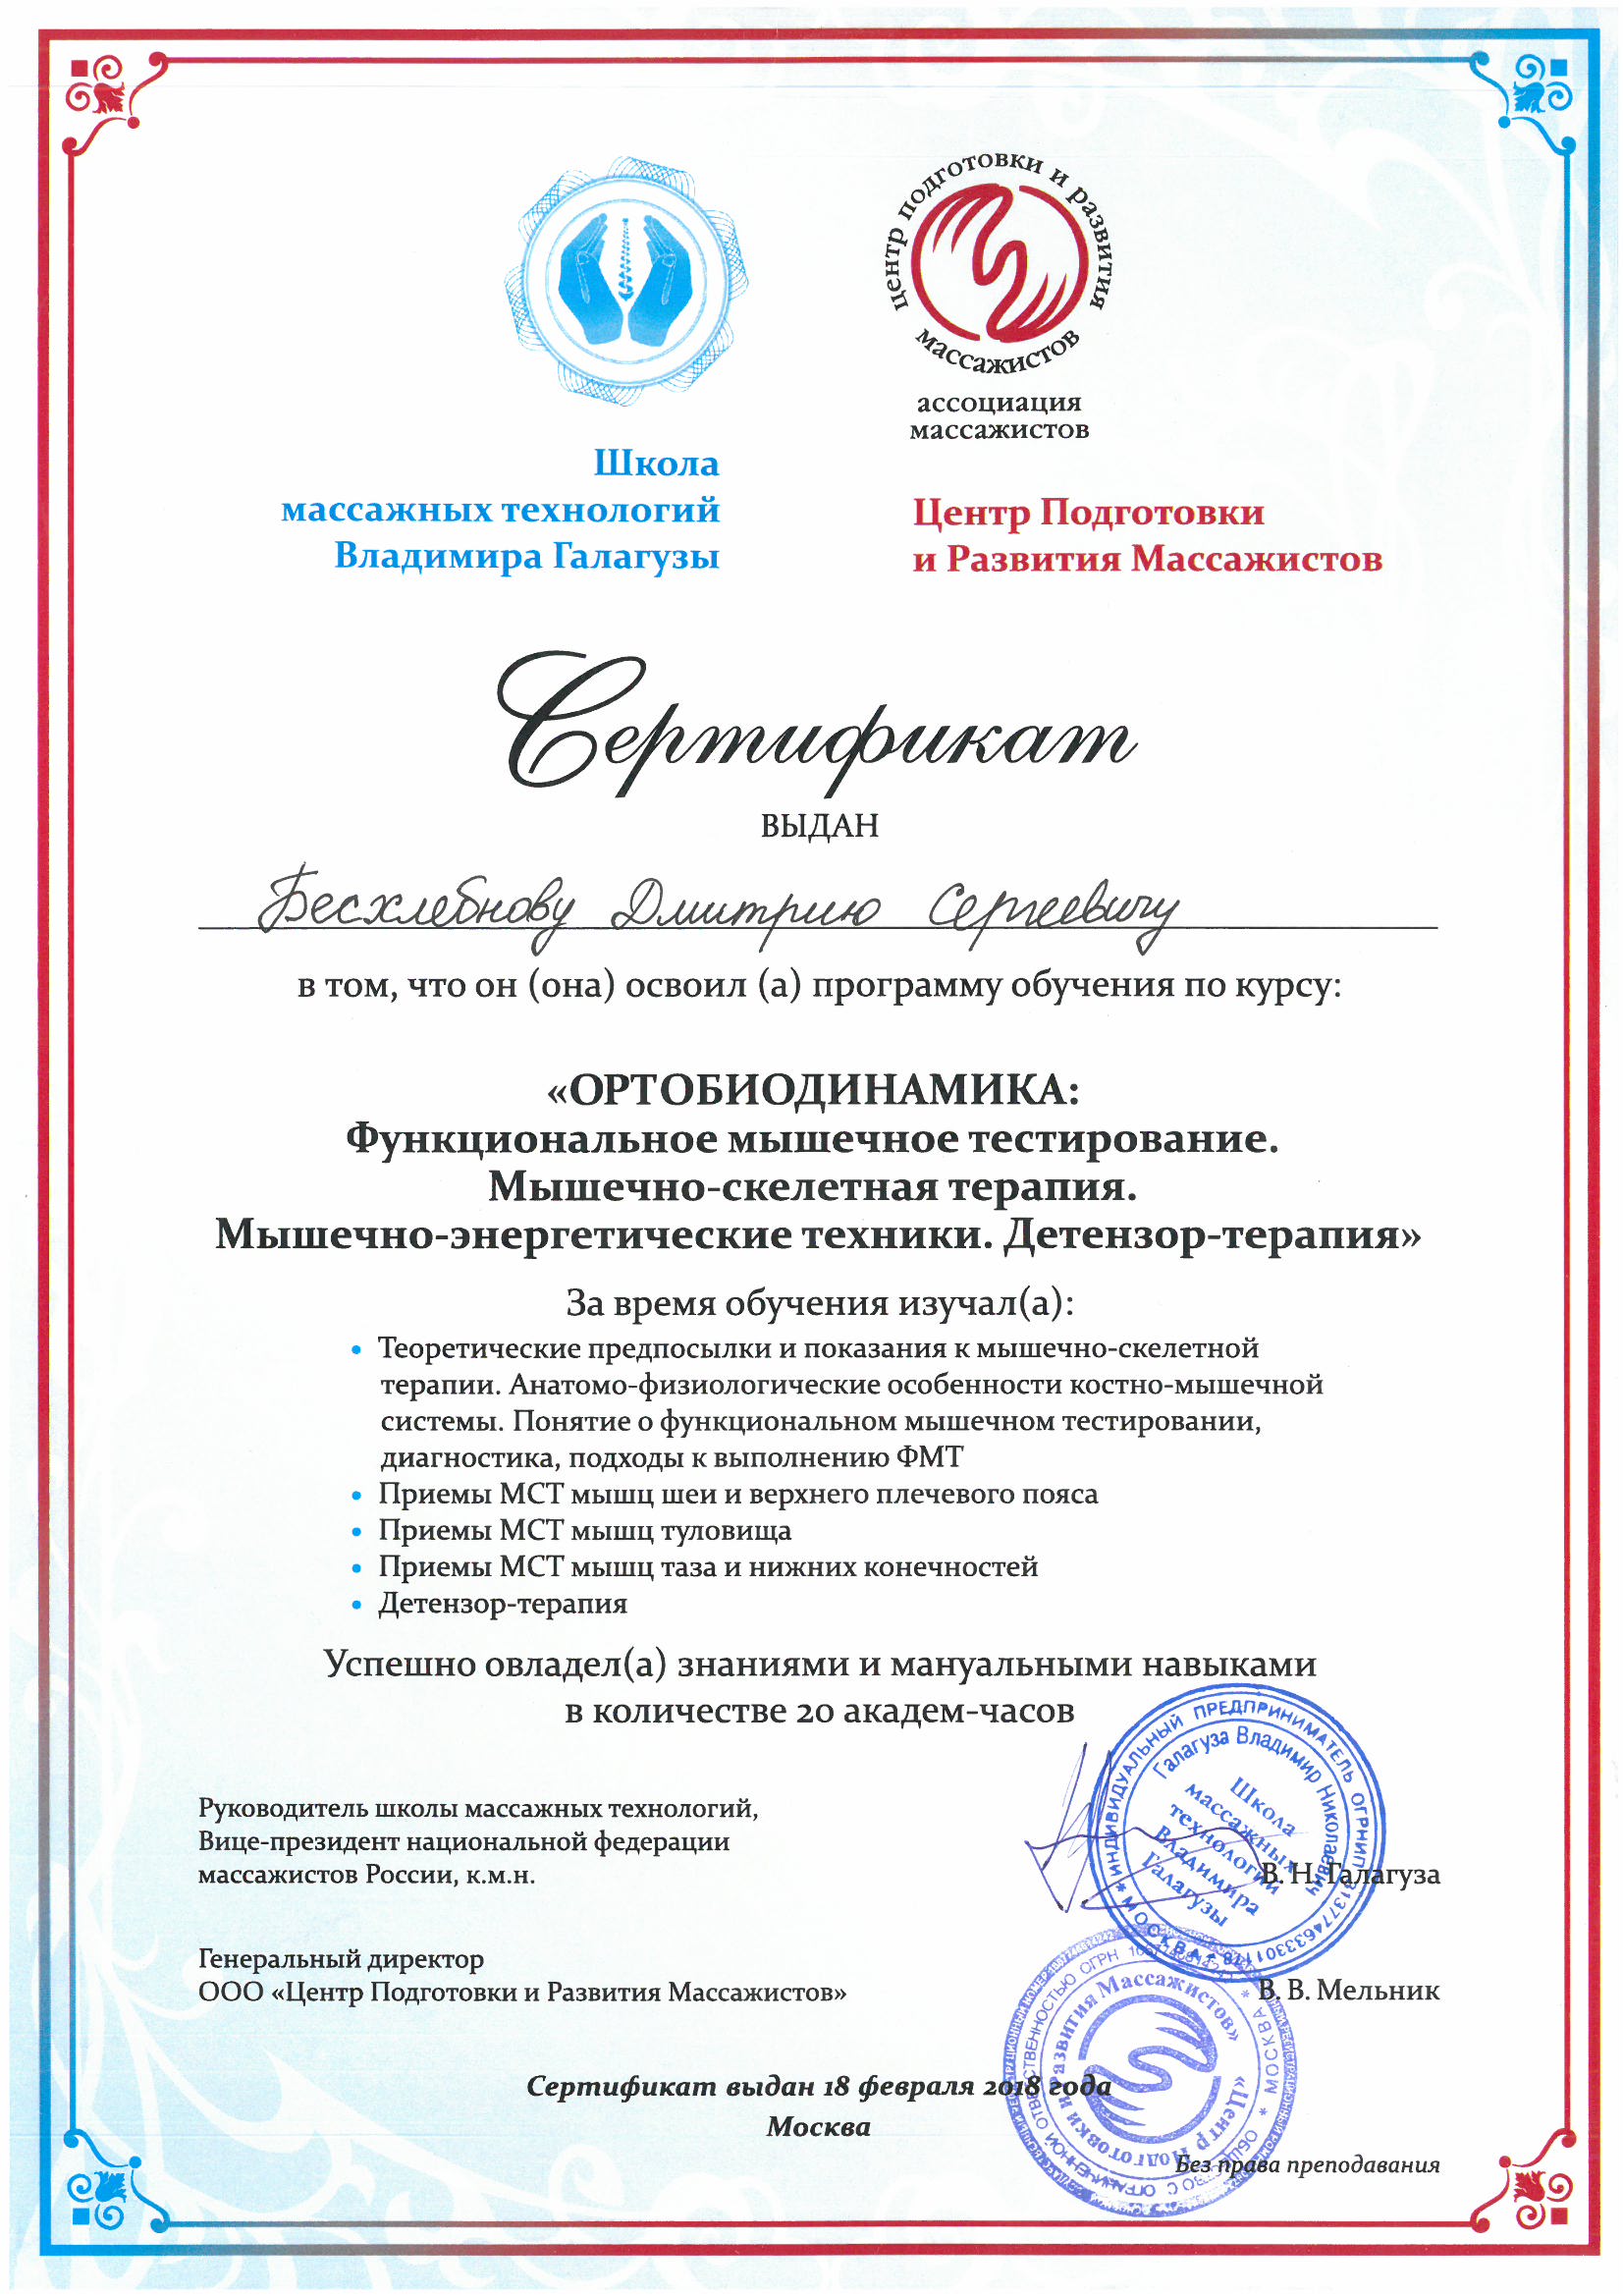 центр подготовки и развития
массажистов
ассоциация
массажистов
Школа
массажных технологий
Владимира Галагузы
Центр Подготовки
и Развития Массажистов
Сертификат
ВЫДАН
Бесхлебнову Дмитрию Сергеевичу
в том, что он (она) освоил (а) программу обучения по курсу:
«ОРТОБИОДИНАМИКА:
Функциональное мышечное тестирование.
Мышечно-скелетная терапия.
Мышечно-энергетические техники. Детензор-терапия»
За время обучения изучал(а):
• Теоретические предпосылки и показания к мышечно-скелетной
терапии. Анатомо-физиологические особенности костно-мышечной
системы. Понятие о функциональном мышечном тестировании,
диагностика, подходы к выполнению ФМТ
• Приемы МСТ мышц шеи и верхнего плечевого пояса
• Приемы МСТ мышц туловища
• Приемы МСТ мышц таза и нижних конечностей
• Детензор-терапия
Успешно овладел(а) знаниями и мануальными навыками
в количестве 20 академ-часов
ИНДИВИДУАЛЬНЫЙ ПРЕДПРИНИМАТЕЛЬ ОГРНИП
* МОСКВА *
Галагуза Владимир Николаевич
Школа
массажных
технологий
Владимира
Галагузы
Руководитель школы массажных технологий,
Вице-президент национальной федерации
массажистов России, к.м.н.
В. Н. Галагуза
Генеральный директор
ООО «Центр Подготовки и Развития Массажистов»
В. В. Мельник
«Центр Подготовки и Развития Массажистов»
* МОСКВА *
Сертификат выдан 18 февраля 2018 года
Москва
Без права преподавания